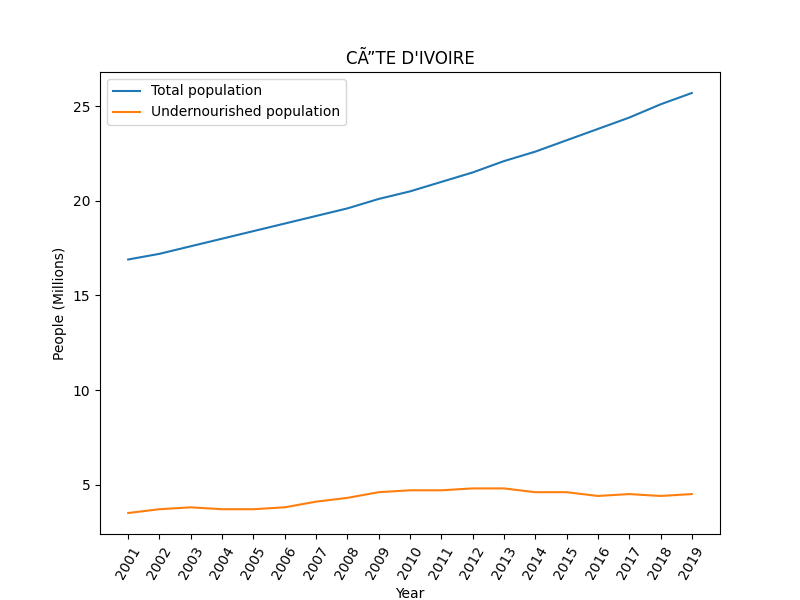 CÃ”TE D'IVOIRE
Total population
Undernourished population
People (Millions)
25
20
15
10
5
2001 2002 2003 2004 2005 2006 2007 2008 2009 2010 2011 2012 2013 2014 2015 2016 2017 2018 2019
Year